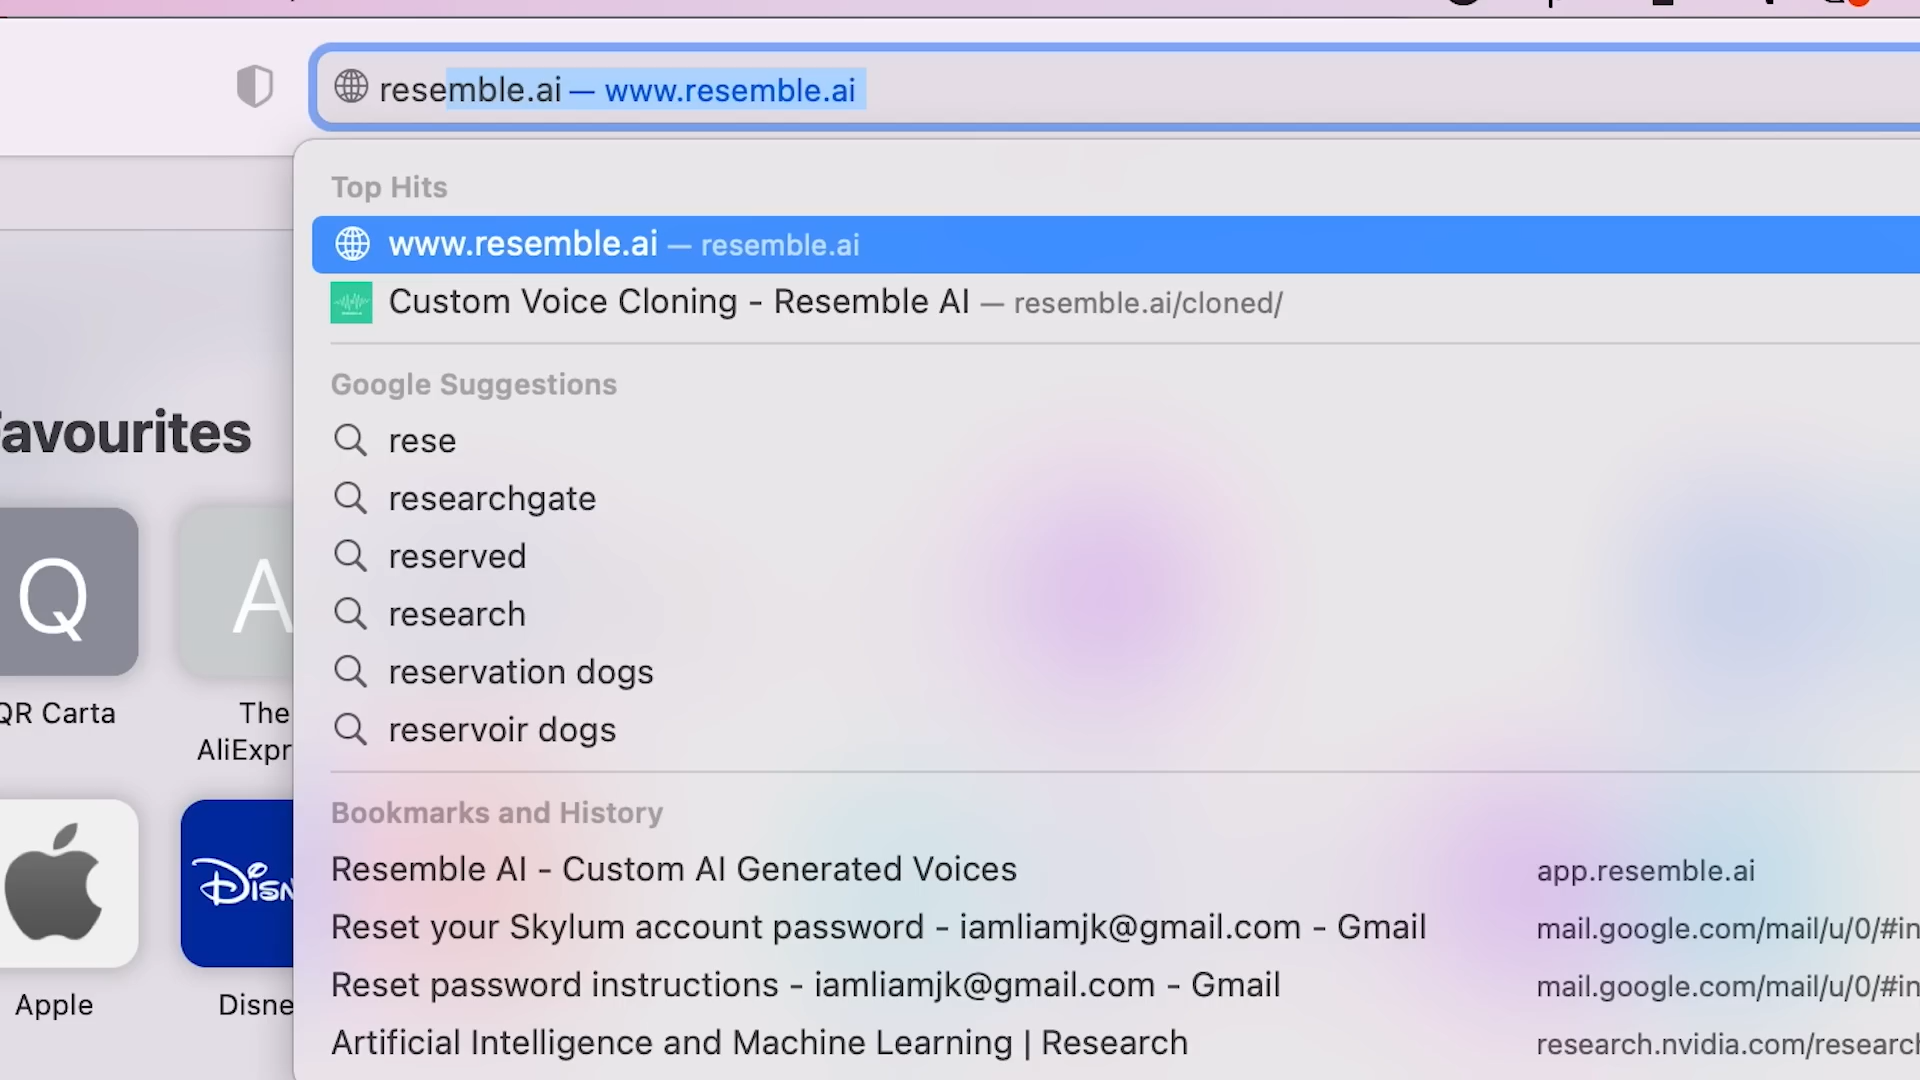 resemble.ai — www.resemble.ai
Top Hits
www.resemble.ai — resemble.ai
Custom Voice Cloning - Resemble AI — resemble.ai/cloned/
Google Suggestions
rese
researchgate
reserved
research
reservation dogs
reservoir dogs
Bookmarks and History
Resemble AI - Custom AI Generated Voices app.resemble.ai
Reset your Skylum account password - iamliamjk@gmail.com - Gmail mail.google.com/mail/u/0/#in
Reset password instructions - iamliamjk@gmail.com - Gmail mail.google.com/mail/u/0/#in
Artificial Intelligence and Machine Learning | Research research.nvidia.com/research
avourites
Q
A
QR Carta
The
AliExpr
Disn
Apple
Disne